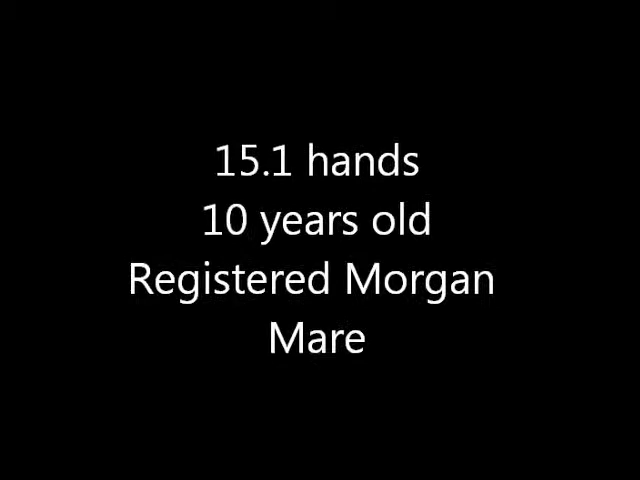 15.1 hands
10 years old
Registered Morgan
Mare